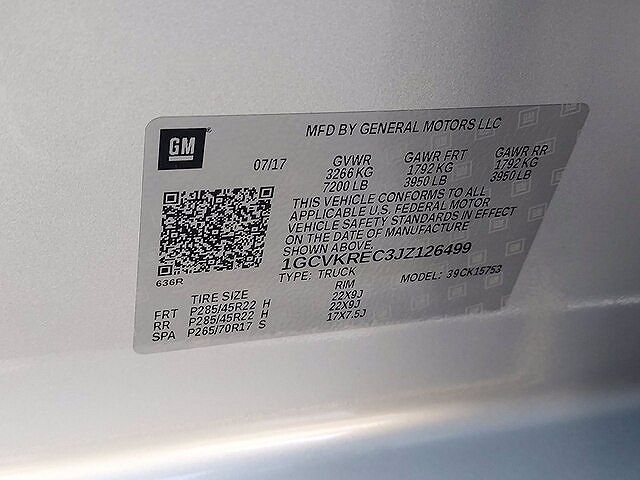 GM
MFD BY GENERAL MOTORS LLC
07/17 GVWR GAWR FRT GAWR RR
3266 KG 1792 KG 1792 KG
7200 LB 3950 LB 3950 LB
THIS VEHICLE CONFORMS TO ALL
APPLICABLE U.S. FEDERAL MOTOR
VEHICLE SAFETY STANDARDS IN EFFECT
ON THE DATE OF MANUFACTURE
SHOWN ABOVE.
1GCVKREC3JZ126499
TYPE: TRUCK MODEL: 39CK15753
636R
TIRE SIZE RIM
FRT P285/45R22 H 22X9J
RR P285/45R22 H 22X9J
SPA P265/70R17 S 17X7.5J